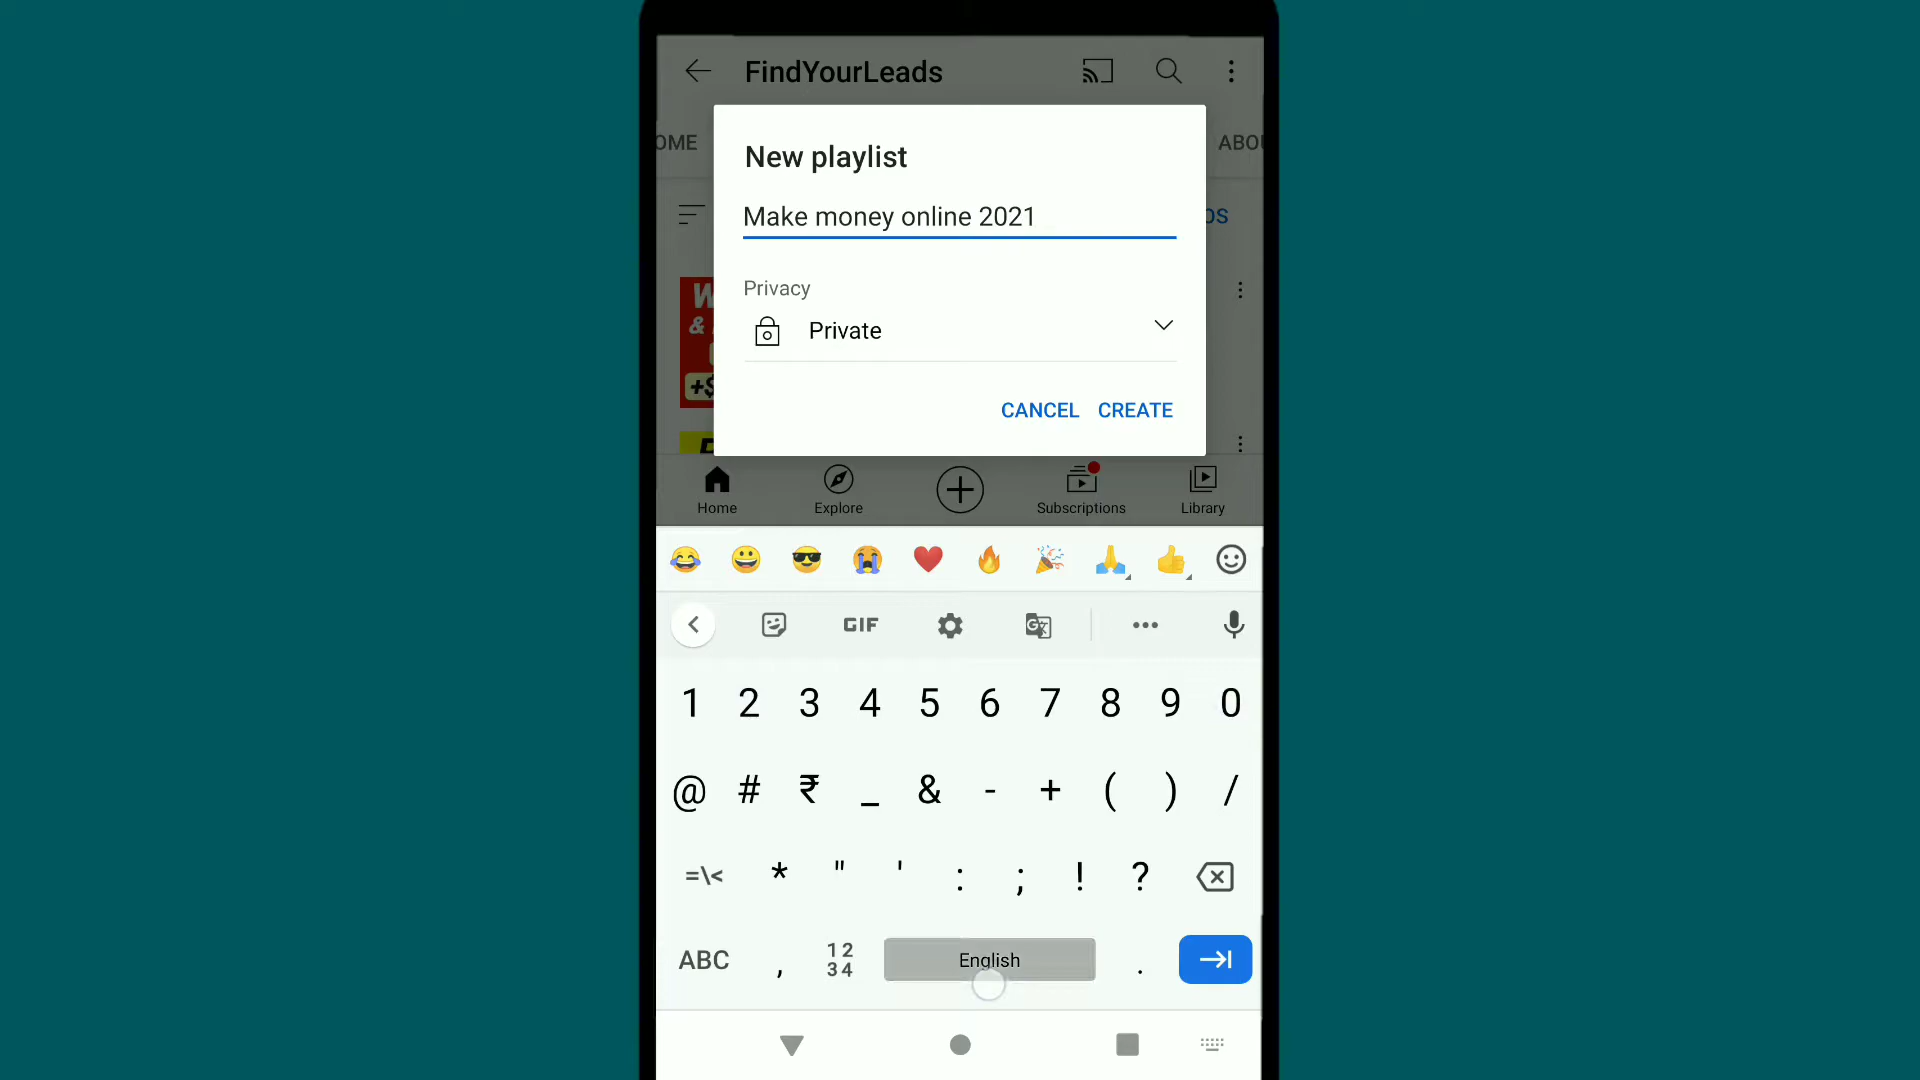 FindYourLeads
OME
ABOU
New playlist
Make money online 2021
Privacy
Private
CANCEL CREATE
W
&
+$
Home Explore Subscriptions Library
GIF
1 2 3 4 5 6 7 8 9 0
@ # ₹ _ & - + ( ) /
=\< * " ' : ; ! ?
ABC , 12 34 English .